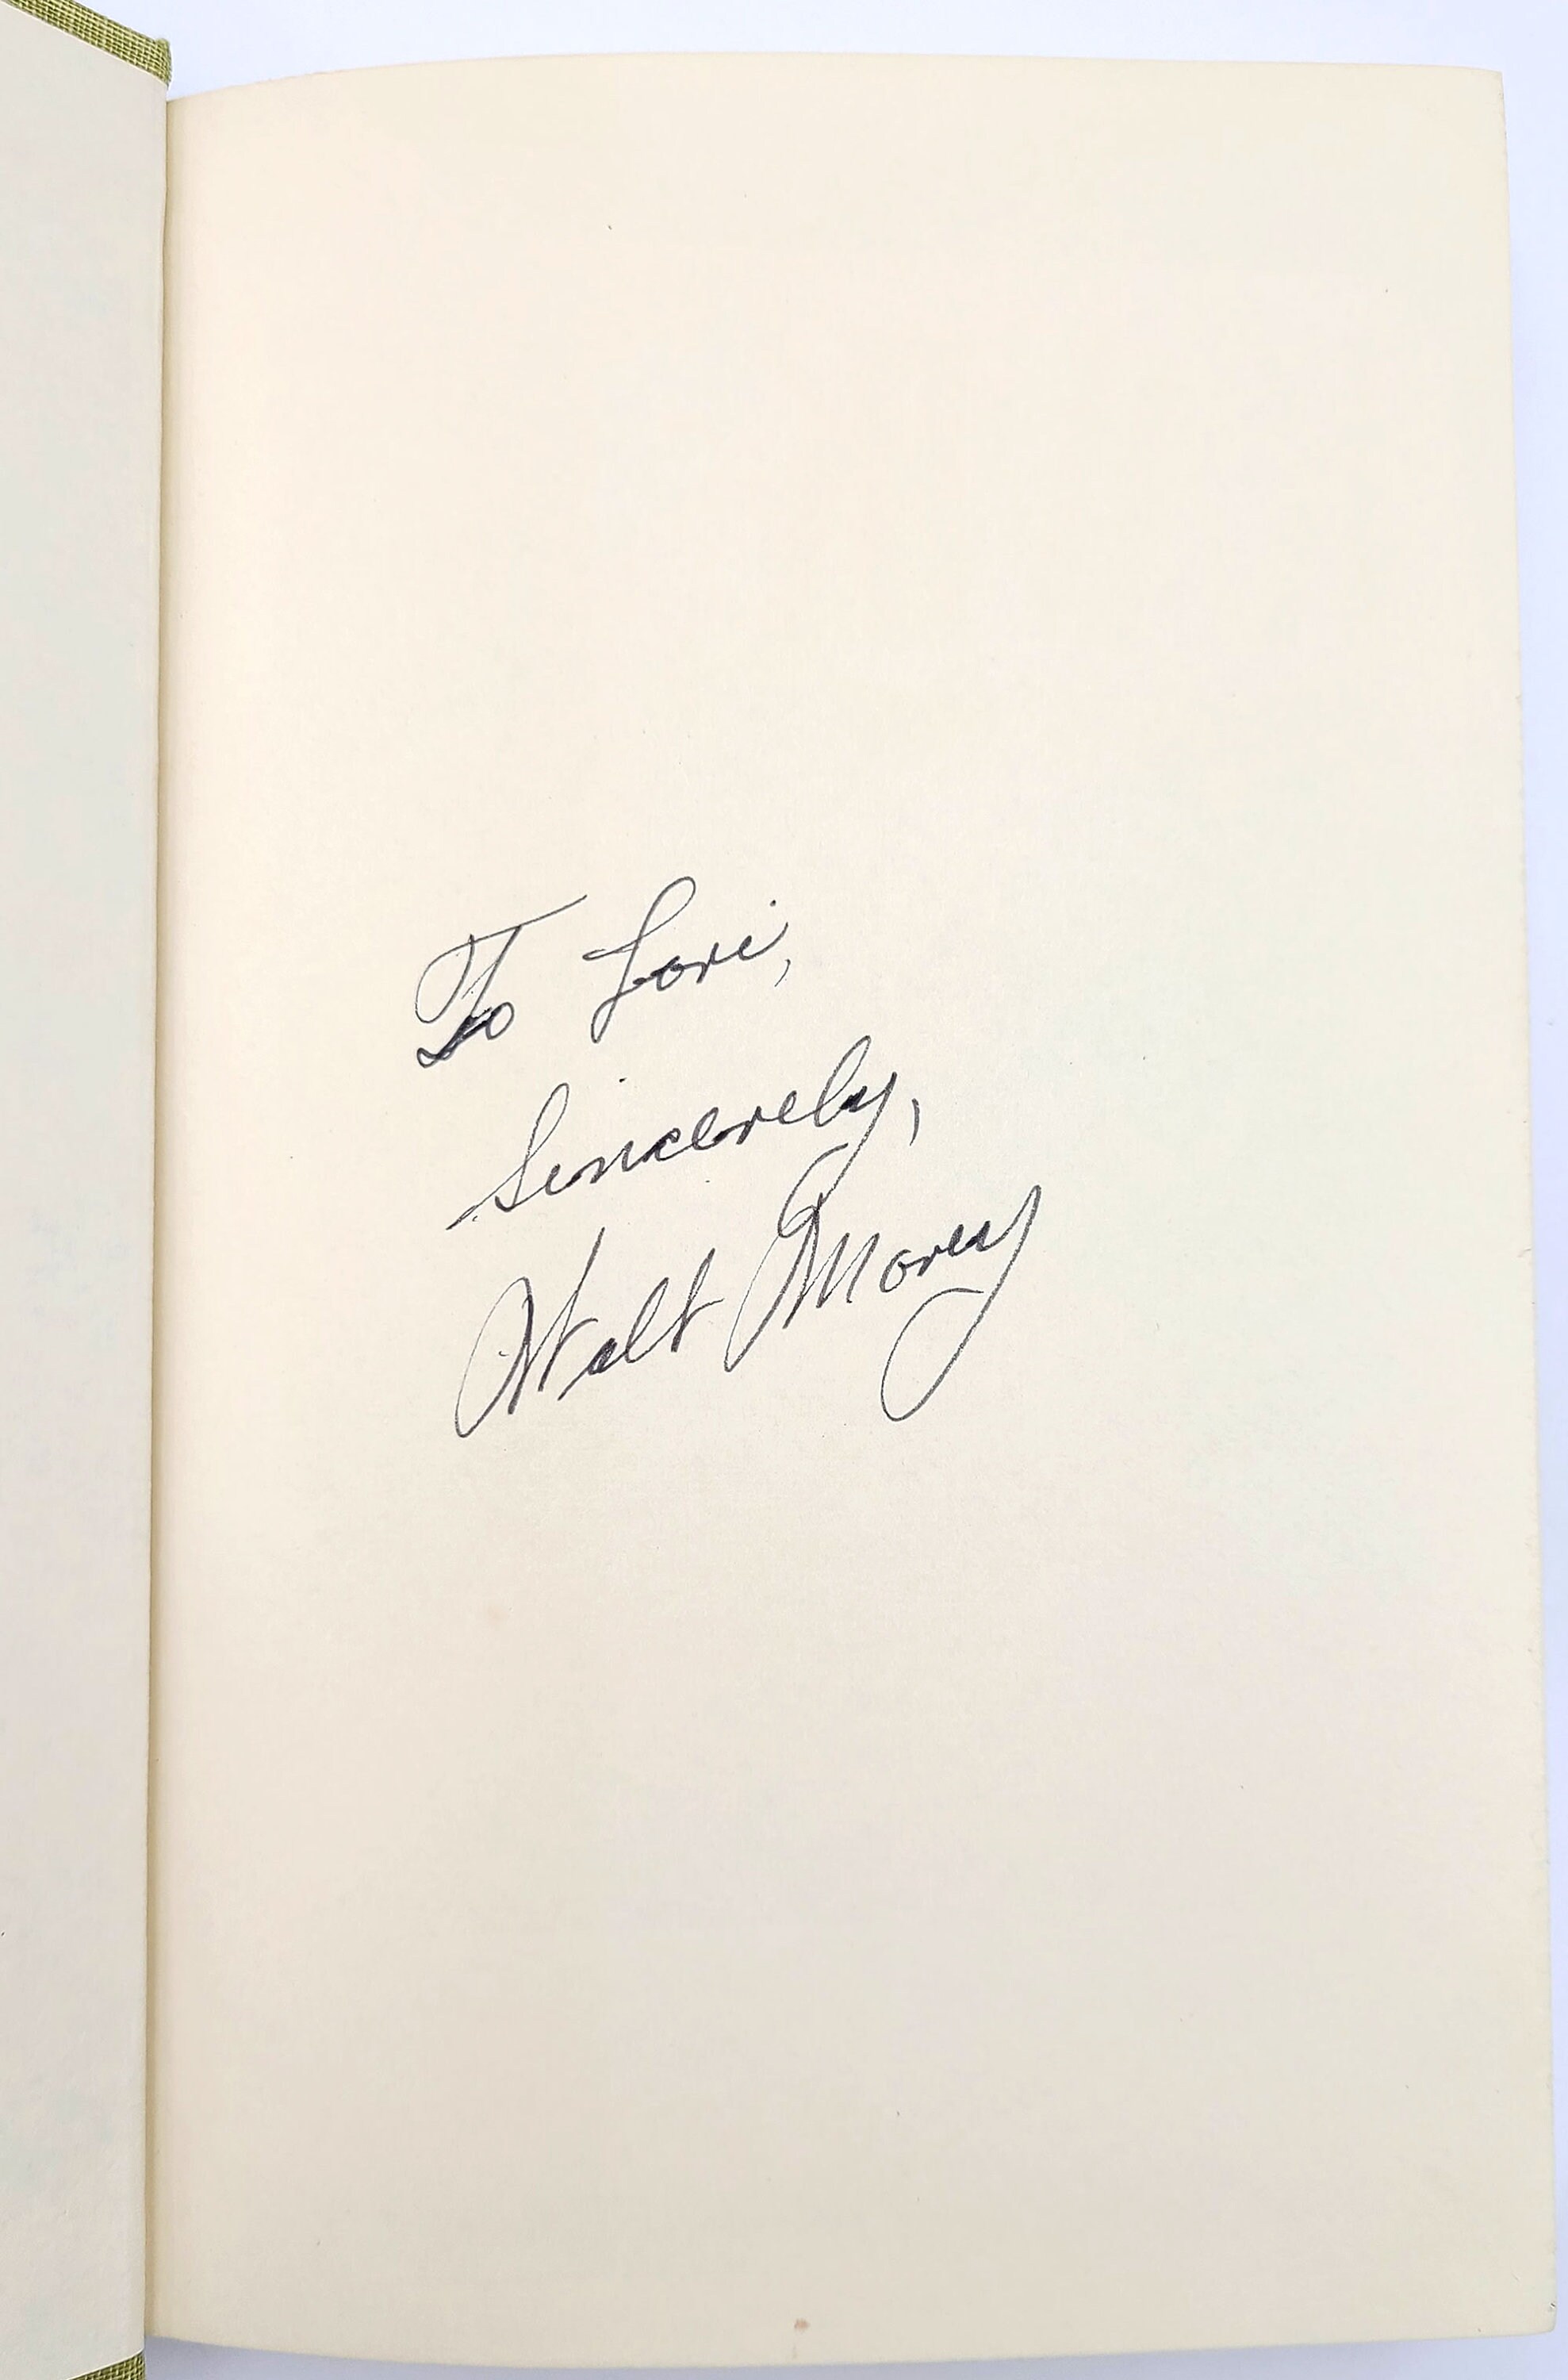 To Lori,
Sincerely,
Walt Morey